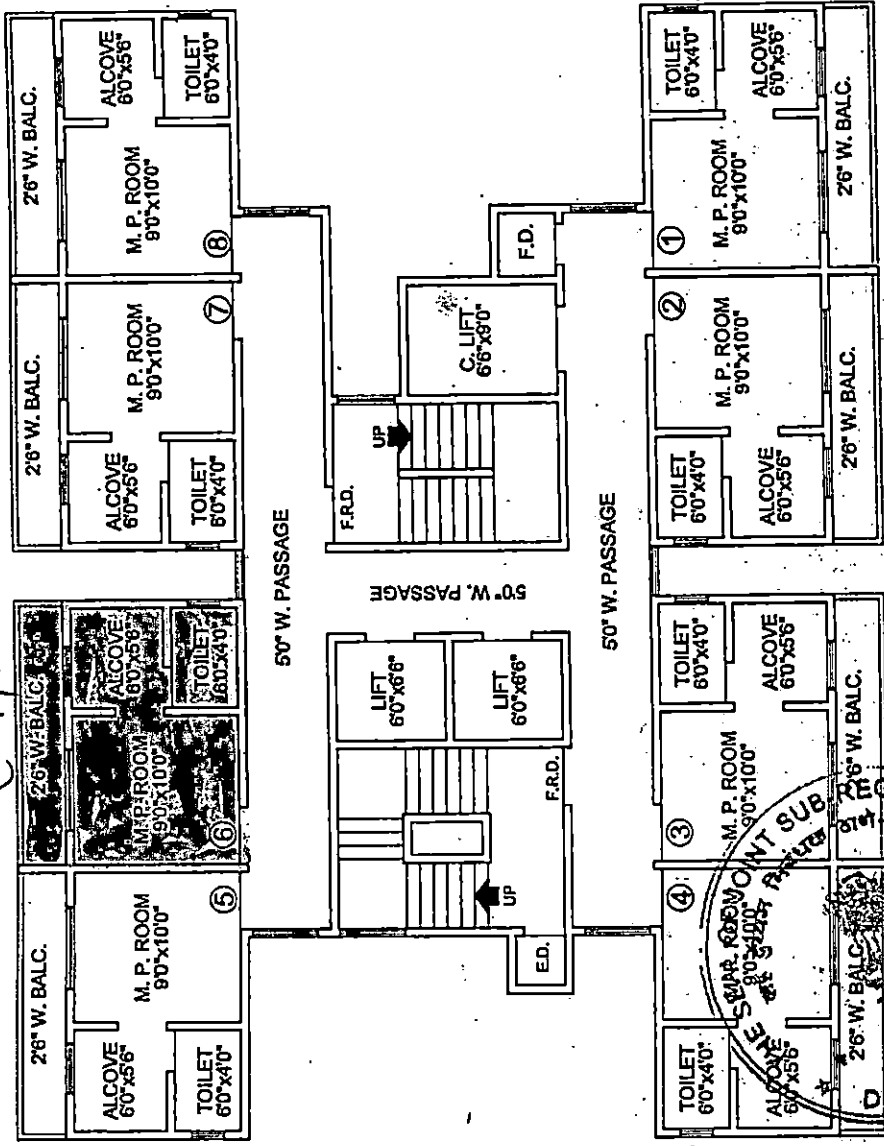 2'6" W. BALC.
ALCOVE
6'0"x5'6"
TOILET
6'0"x4'0"
M. P. ROOM
9'0"x10'0"
5
2'6" W. BALC.
M. P. ROOM
9'0"x10'0"
6
ALCOVE
6'0"x5'6"
TOILET
6'0"x4'0"
2'6" W. BALC.
ALCOVE
6'0"x5'6"
TOILET
6'0"x4'0"
M. P. ROOM
9'0"x10'0"
7
2'6" W. BALC.
M. P. ROOM
9'0"x10'0"
8
ALCOVE
6'0"x5'6"
TOILET
6'0"x4'0"
5'0" W. PASSAGE
UP
E.D.
F.R.D.
LIFT
6'0"x6'6"
LIFT
6'0"x6'6"
5'0" W. PASSAGE
F.R.D.
UP
C. LIFT
6'6"x9'0"
F.D.
5'0" W. PASSAGE
TOILET
6'0"x4'0"
ALCOVE
6'0"x5'6"
4
M. P. ROOM
9'0"x10'0"
2'6" W. BALC.
3
M. P. ROOM
9'0"x10'0"
TOILET
6'0"x4'0"
ALCOVE
6'0"x5'6"
2'6" W. BALC.
TOILET
6'0"x4'0"
ALCOVE
6'0"x5'6"
2
M. P. ROOM
9'0"x10'0"
2'6" W. BALC.
1
M. P. ROOM
9'0"x10'0"
TOILET
6'0"x4'0"
ALCOVE
6'0"x5'6"
2'6" W. BALC.
JOINT SUB